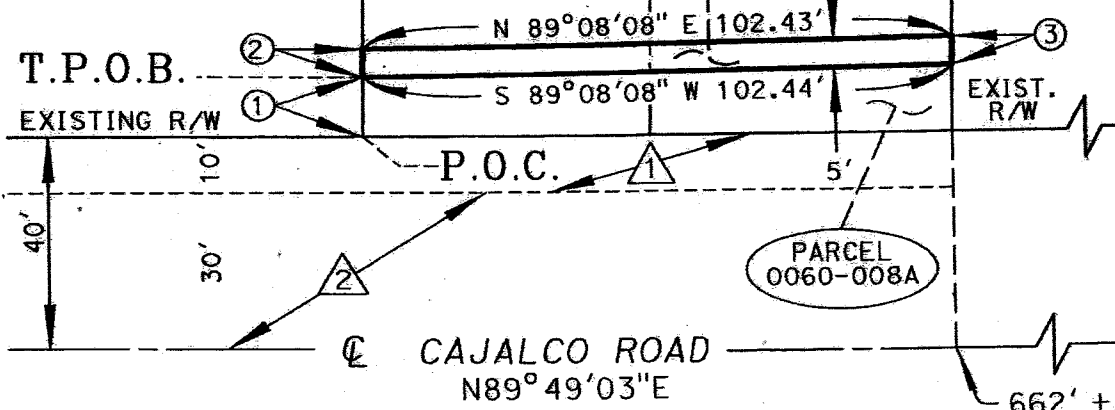 N 89°08'08" E 102.43'
② ③
T.P.O.B.
S 89°08'08" W 102.44'
①
EXIST.
R/W
EXISTING R/W
10'
P.O.C.
1
5'
40'
30'
2
PARCEL
0060-008A
℄ CAJALCO ROAD
N89°49'03"E
662' ±